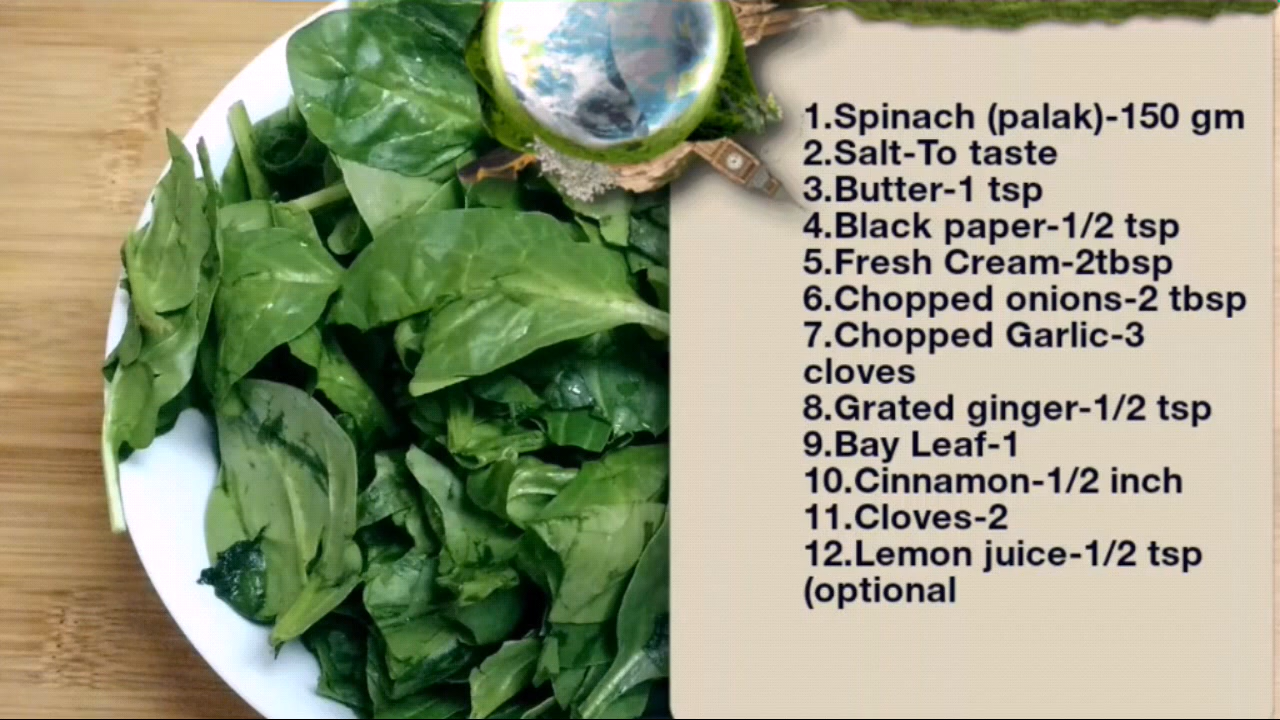 1.Spinach (palak)-150 gm
2.Salt-To taste
3.Butter-1 tsp
4.Black paper-1/2 tsp
5.Fresh Cream-2tbsp
6.Chopped onions-2 tbsp
7.Chopped Garlic-3
cloves
8.Grated ginger-1/2 tsp
9.Bay Leaf-1
10.Cinnamon-1/2 inch
11.Cloves-2
12.Lemon juice-1/2 tsp
(optional